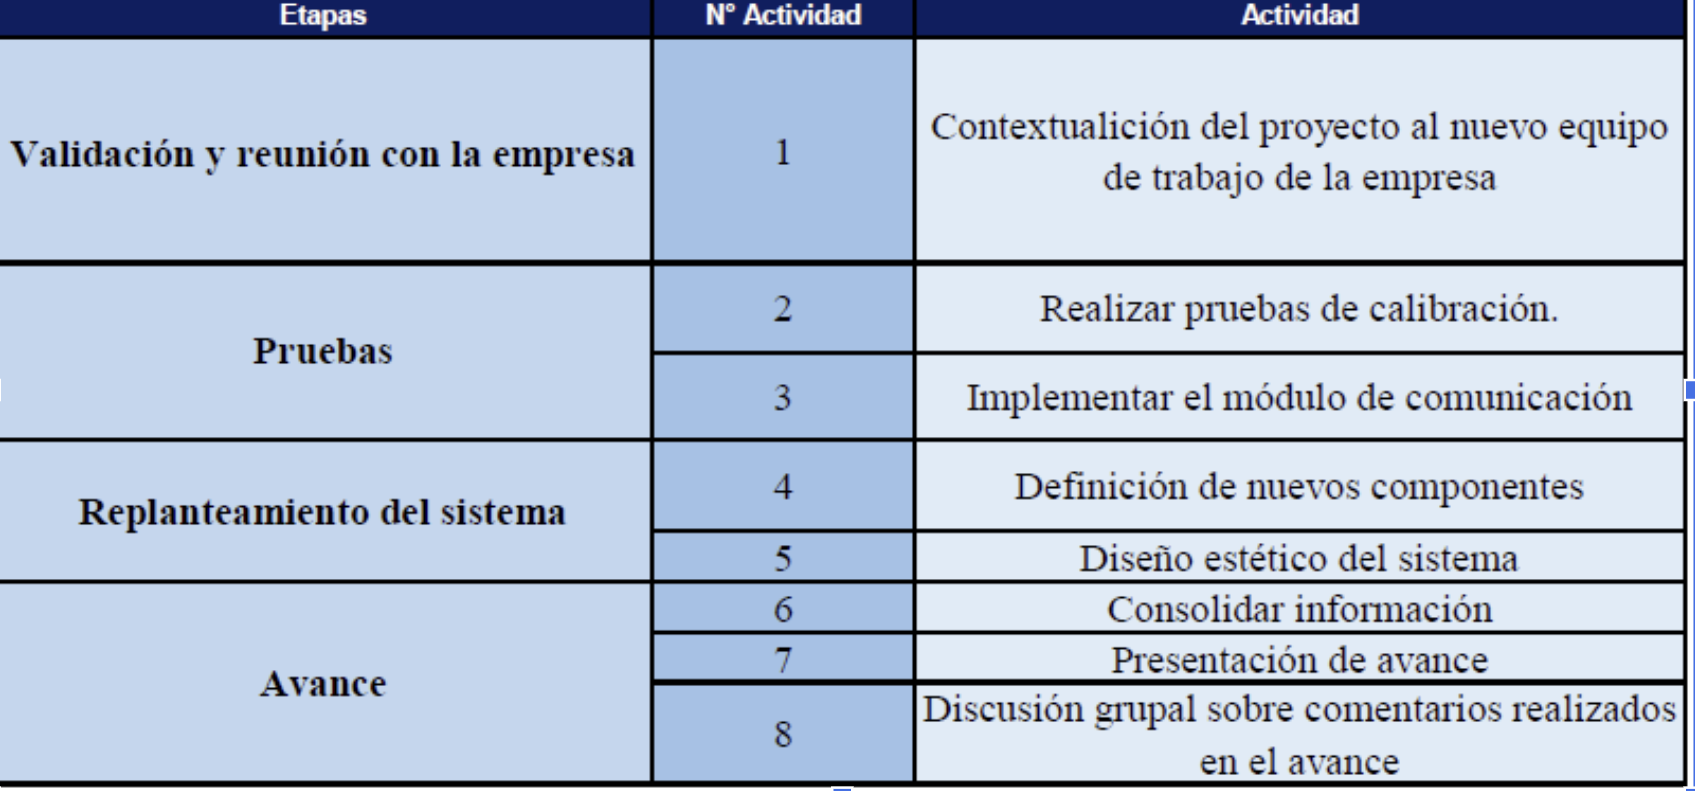 Etapas N° Actividad Actividad
Validación y reunión con la empresa 1 Contextualición del proyecto al nuevo equipo
de trabajo de la empresa
Pruebas
2 Realizar pruebas de calibración.
3 Implementar el módulo de comunicación
Replanteamiento del sistema
4 Definición de nuevos componentes
5 Diseño estético del sistema
Avance
6 Consolidar información
7 Presentación de avance
8 Discusión grupal sobre comentarios realizados
en el avance